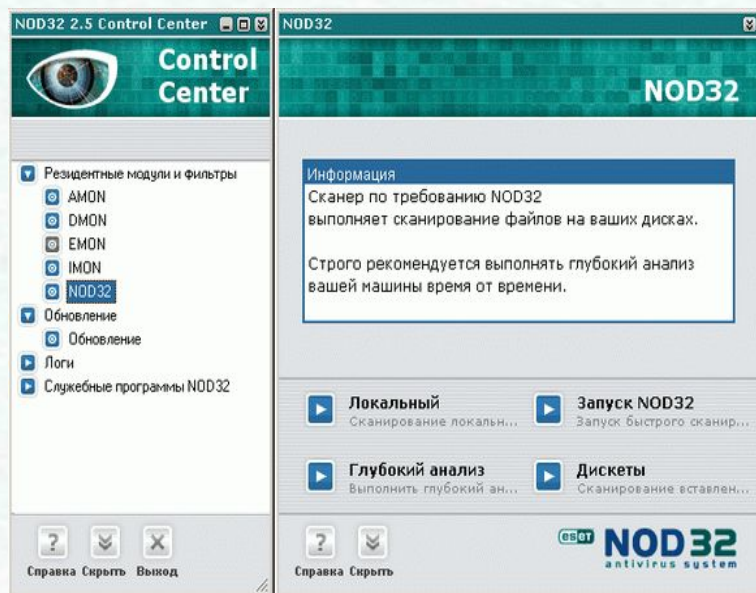 NOD32 2.5 Control Center
Control
Center
Резидентные модули и фильтры
AMON
DMON
EMON
IMON
NOD32
Обновление
Обновление
Логи
Служебные программы NOD32
?
Справка Скрыть Выход
NOD32
NOD32
Информация
Сканер по требованию NOD32
выполняет сканирование файлов на ваших дисках.
Строго рекомендуется выполнять глубокий анализ
вашей машины время от времени.
Локальный
Сканирование локальн...
Запуск NOD32
Запуск быстрого сканир...
Глубокий анализ
Выполнить глубокий ан...
Дискеты
Сканирование вставлен...
?
Справка Скрыть
eset NOD32
antivirus system